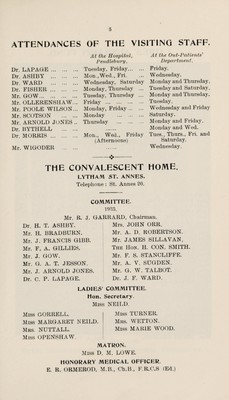 5
ATTENDANCES OF THE VISITING STAFF.
At the Hospital, Pendlebury. At the Out-Patients' Department.
Dr. LAPAGE ... Tuesday, Friday... ... Friday.
Dr. ASHBY ... Mon., Wed., Fri. ... Wednesday.
Dr. WARD ... Wednesday, Saturday Monday and Thursday.
Dr. FISHER ... Monday, Thursday ... Tuesday and Saturday.
Mr. GOW ... Tuesday, Thursday ... Monday and Thursday.
Mr. OLLERENSHAW ... Friday ... Tuesday.
Mr. POOLE WILSON ... Monday, Friday ... Wednesday and Friday
Mr. SCOTSON ... Monday ... Saturday.
Mr. ARNOLD JONES .. Thursday ... Monday and Friday.
Dr. BYTHELL ... Monday and Wed.
Dr. MORRIS ... Mon., Wed., Friday (Afternoons) Tues., Thurs., Fri. and Saturday.
Mr. WIGODER Wednesday.
THE CONVALESCENT HOME,
LYTHAM ST. ANNES.
Telephone : St. Annes 20.
COMMITTEE.
1935.
Mr. R. J. GARRARD, Chairman.
Dr. H. T. ASHBY. Mrs. JOHN ORR.
Mr. H. BRADBURN. Mr. A. D. ROBERTSON.
Mr. J. FRANCIS GIBB. Mr. JAMES SILLAVAN.
Mr. F. A. GILLIES. The Hon. R. CON. SMITH.
Mr. J. GOW. Mr. F. S. STANCLIFFE.
Mr. G. A. T. JESSON. Mr. A. V. SUGDEN.
Mr. J. ARNOLD JONES. Mr. G. W. TALBOT.
Dr. C. P. LAPAGE. Dr. J. F. WARD.
LADIES' COMMITTEE.
Hon. Secretary.
Miss NEILD.
Miss GORRELL. Miss TURNER.
Miss MARGARET NEILD. Mrs. WETTON.
Mrs. NUTTALL. Miss MARIE WOOD.
Miss OPENSHAW.
MATRON.
Miss D. M. LOWE.
HONORARY MEDICAL OFFICER.
E. R. ORMEROD, M.B., Ch.B., F.R.C.S (Ed.)